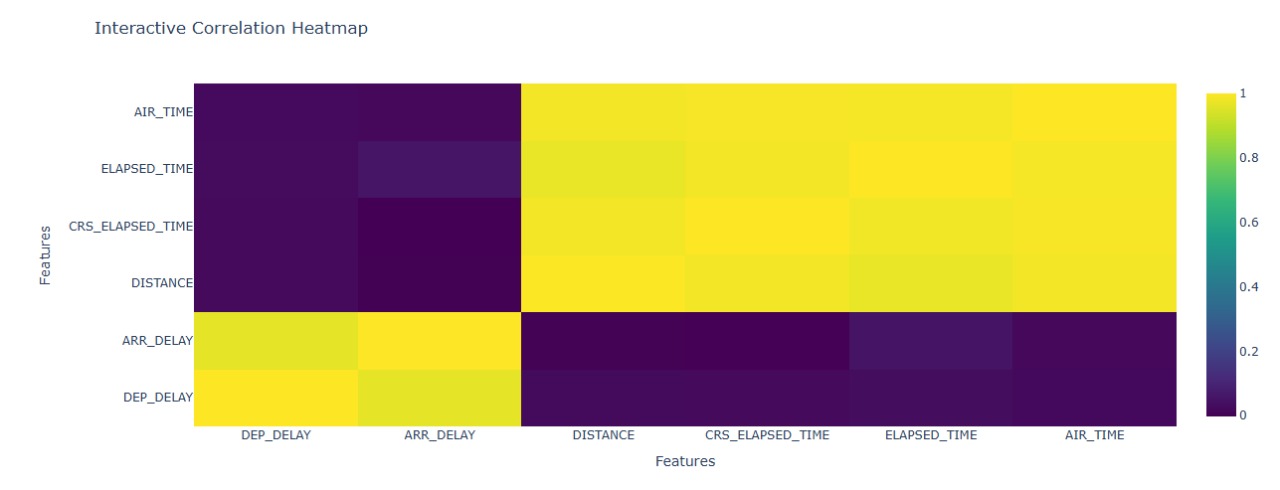 Interactive Correlation Heatmap
Features
AIR_TIME
ELAPSED_TIME
CRS_ELAPSED_TIME
DISTANCE
ARR_DELAY
DEP_DELAY
DEP_DELAY
ARR_DELAY
DISTANCE
CRS_ELAPSED_TIME
ELAPSED_TIME
AIR_TIME
Features
1
0.8
0.6
0.4
0.2
0